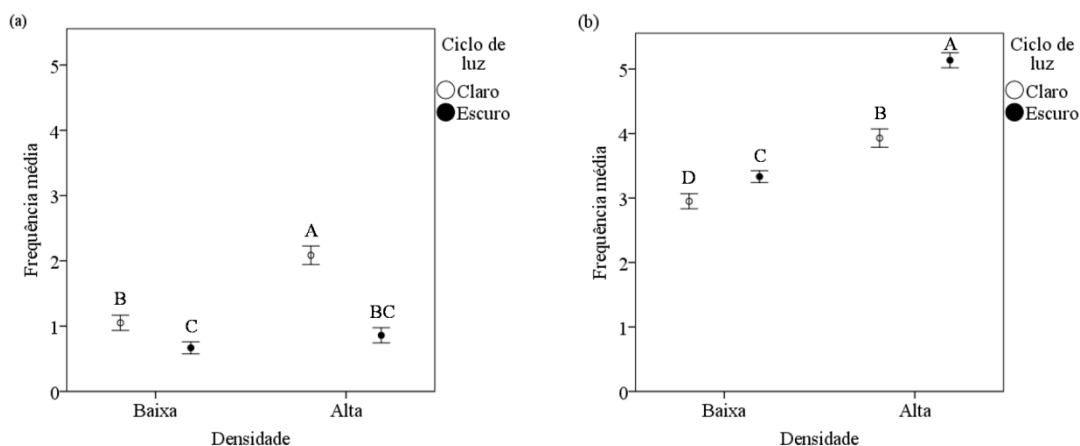 (a)
Ciclo de
luz
Claro
Escuro
Frequência média
5
4
3
2
1
0
B
C
A
BC
Baixa
Alta
Densidade
(b)
Ciclo de
luz
Claro
Escuro
Frequência média
5
4
3
2
1
0
D
C
B
A
Baixa
Alta
Densidade